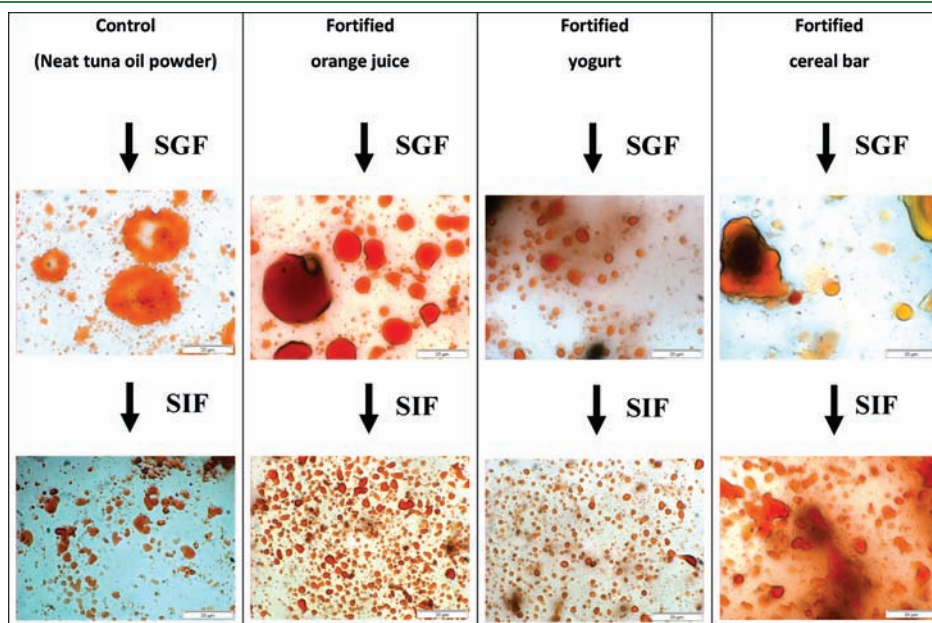 Control
(Neat tuna oil powder)
Fortified
orange juice
Fortified
yogurt
Fortified
cereal bar
SGF
SGF
SGF
SGF
SIF
SIF
SIF
SIF